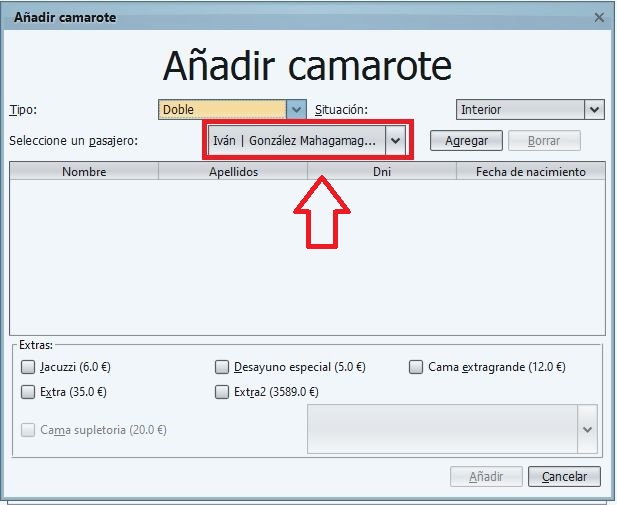 Añadir camarote
Añadir camarote
Tipo: Doble Situación: Interior
Seleccione un pasajero: Iván | González Mahagamag... Agregar Borrar
Nombre Apellidos Dni Fecha de nacimiento
Extras:
Jacuzzi (6.0 €) Desayuno especial (5.0 €) Cama extragrande (12.0 €)
Extra (35.0 €) Extra2 (3589.0 €)
Cama supletoria (20.0 €)
Añadir Cancelar